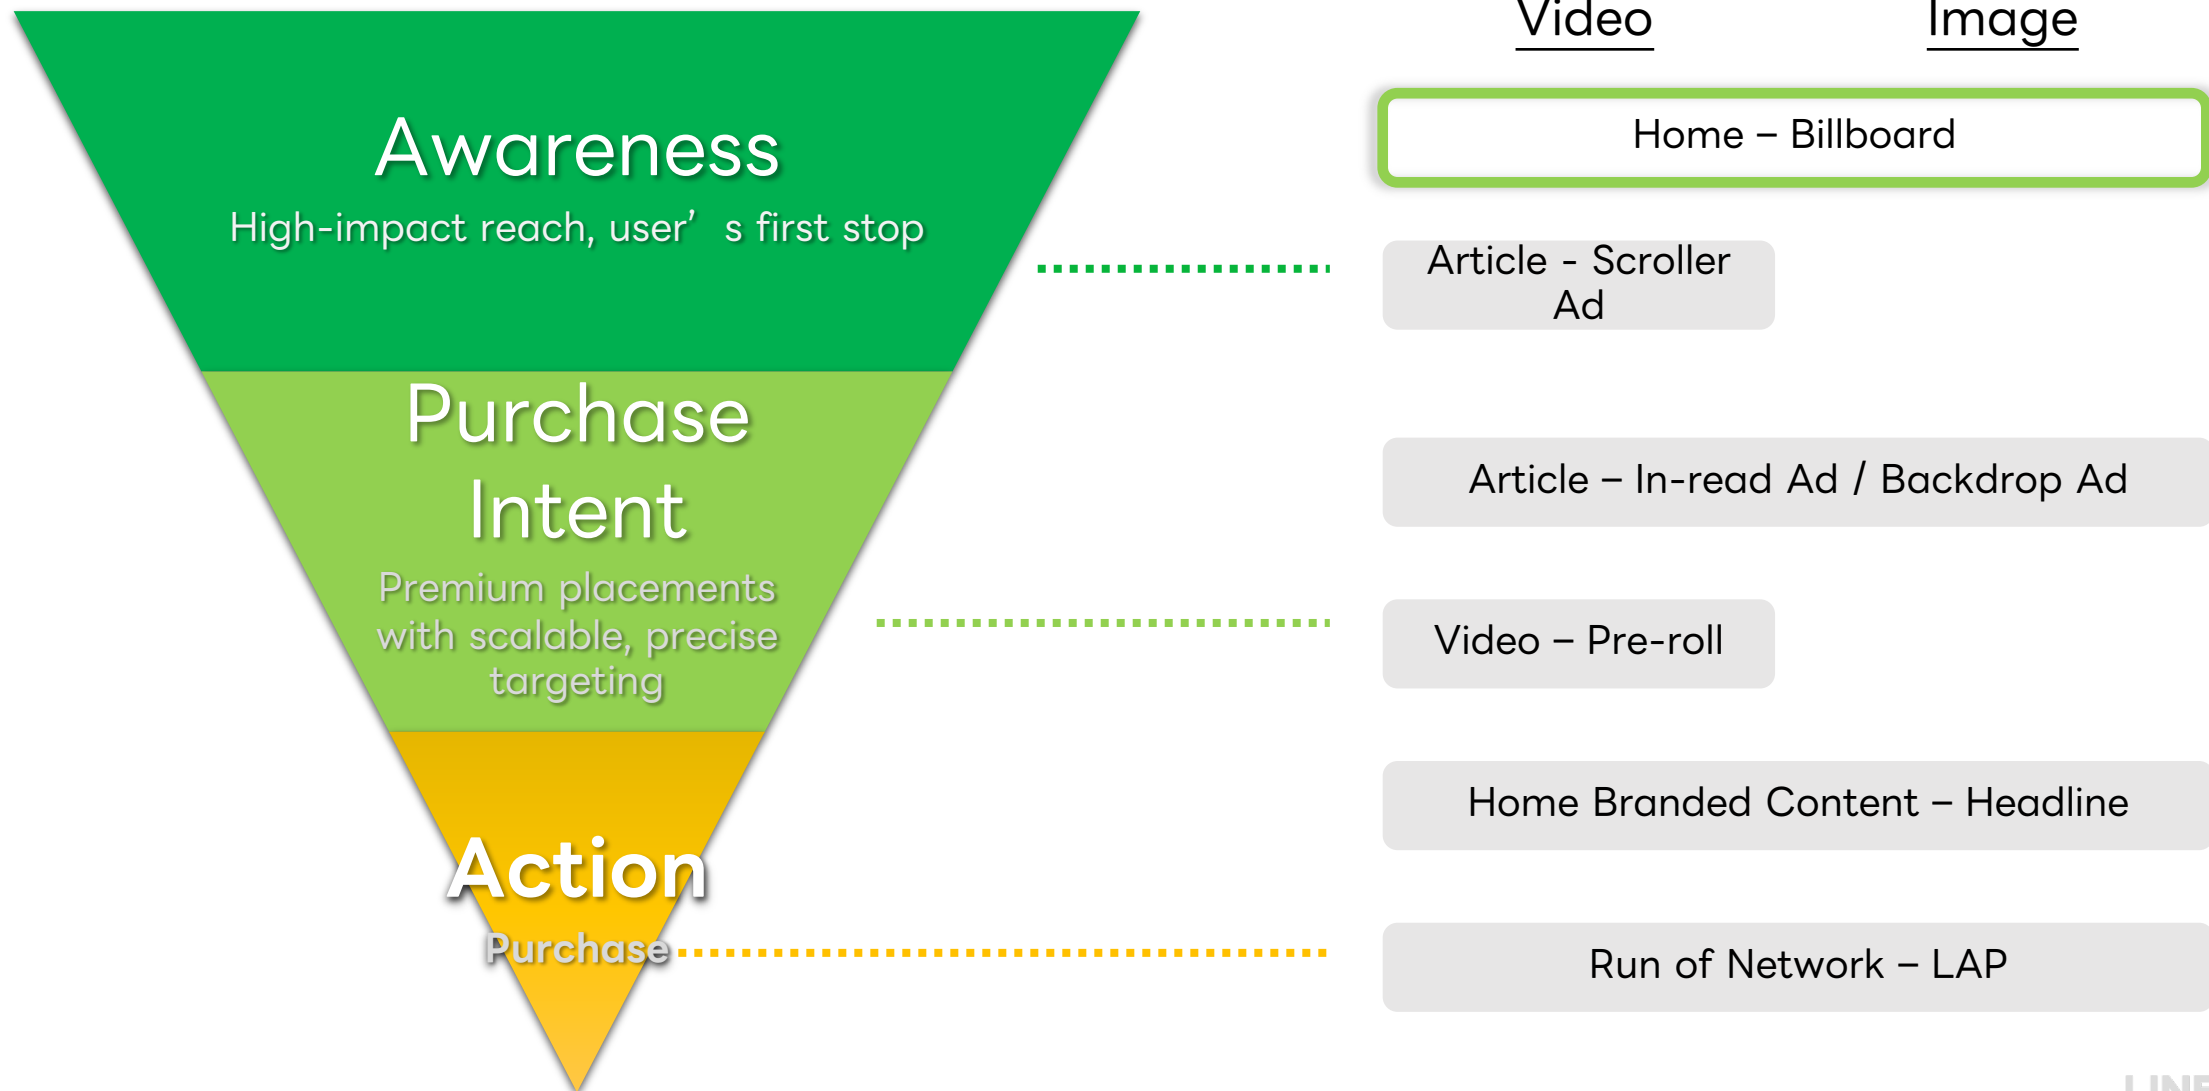 Video Image
Awareness
High-impact reach, user’ s first stop
Purchase
Intent
Premium placements
with scalable, precise
targeting
Action
Purchase
Home – Billboard
Article - Scroller
Ad
Article – In-read Ad / Backdrop Ad
Video – Pre-roll
Home Branded Content – Headline
Run of Network – LAP
LINE